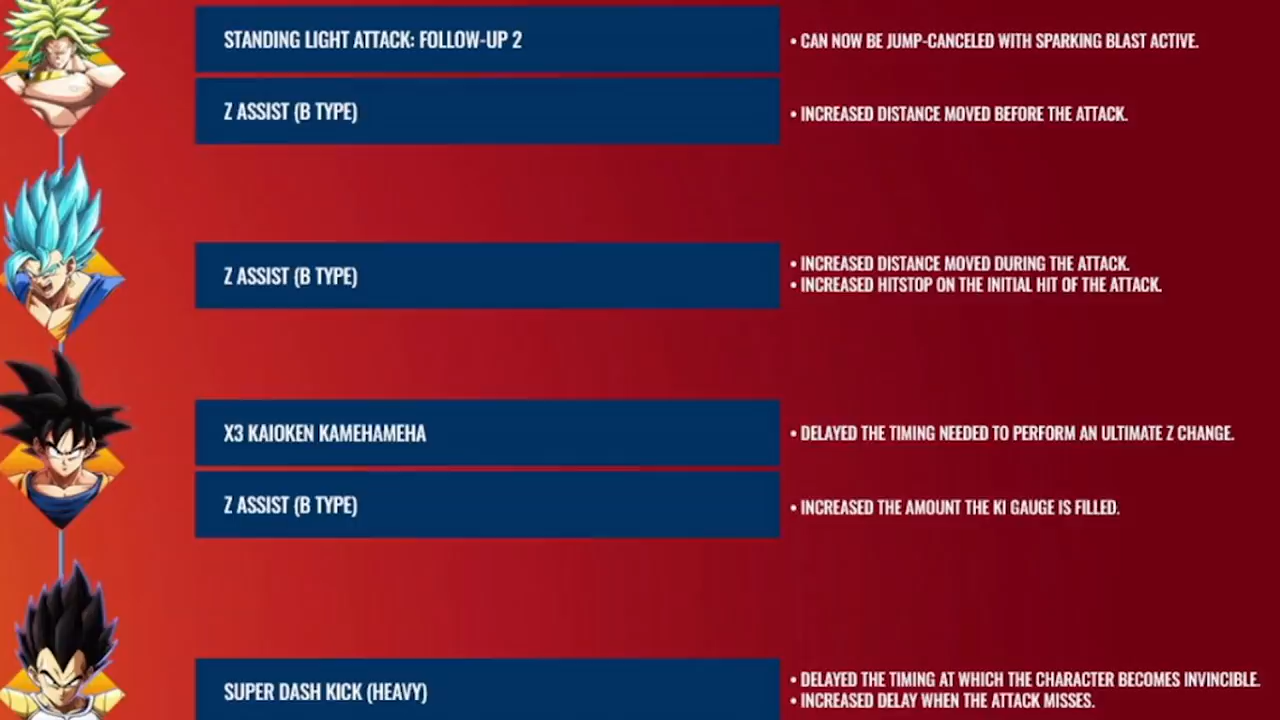 STANDING LIGHT ATTACK: FOLLOW-UP 2
• CAN NOW BE JUMP-CANCELED WITH SPARKING BLAST ACTIVE.
Z ASSIST (B TYPE)
• INCREASED DISTANCE MOVED BEFORE THE ATTACK.
Z ASSIST (B TYPE)
• INCREASED DISTANCE MOVED DURING THE ATTACK.
• INCREASED HITSTOP ON THE INITIAL HIT OF THE ATTACK.
X3 KAIOKEN KAMEHAMEHA
• DELAYED THE TIMING NEEDED TO PERFORM AN ULTIMATE Z CHANGE.
Z ASSIST (B TYPE)
• INCREASED THE AMOUNT THE KI GAUGE IS FILLED.
SUPER DASH KICK (HEAVY)
• DELAYED THE TIMING AT WHICH THE CHARACTER BECOMES INVINCIBLE.
• INCREASED DELAY WHEN THE ATTACK MISSES.